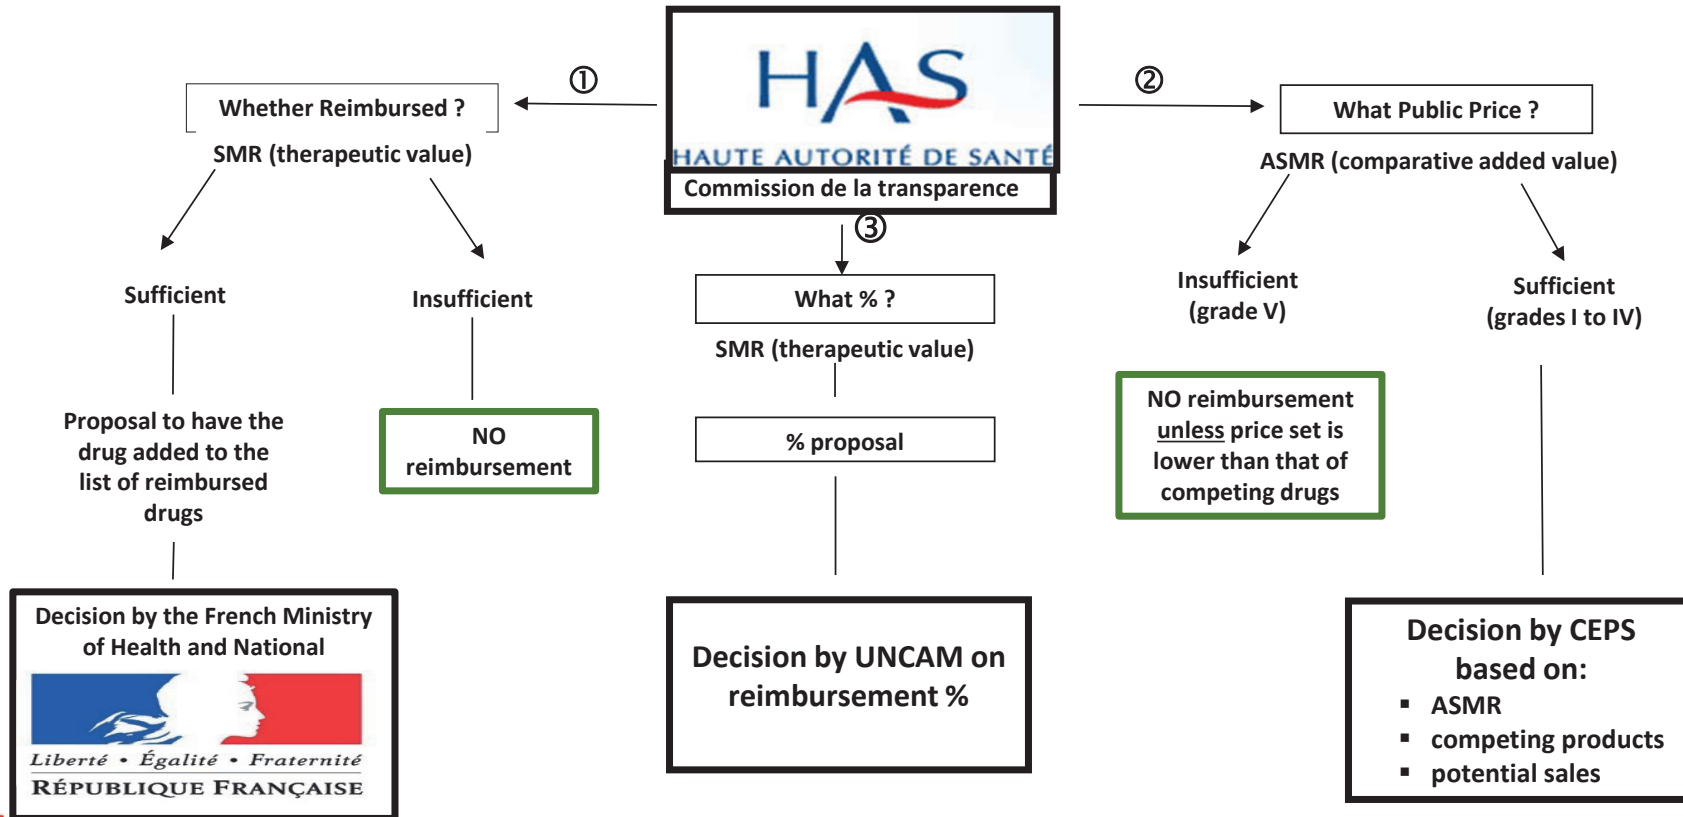 ①
②
HAS
HAUTE AUTORITÉ DE SANTÉ
Commission de la transparence
③
Whether Reimbursed ?
SMR (therapeutic value)
Sufficient
Insufficient
Proposal to have the
drug added to the
list of reimbursed
drugs
NO
reimbursement
Decision by the French Ministry
of Health and National
Liberté • Égalité • Fraternité
RÉPUBLIQUE FRANÇAISE
What % ?
SMR (therapeutic value)
% proposal
Decision by UNCAM on
reimbursement %
What Public Price ?
ASMR (comparative added value)
Insufficient
(grade V)
Sufficient
(grades I to IV)
NO reimbursement
unless price set is
lower than that of
competing drugs
Decision by CEPS
based on:
▪ ASMR
▪ competing products
▪ potential sales